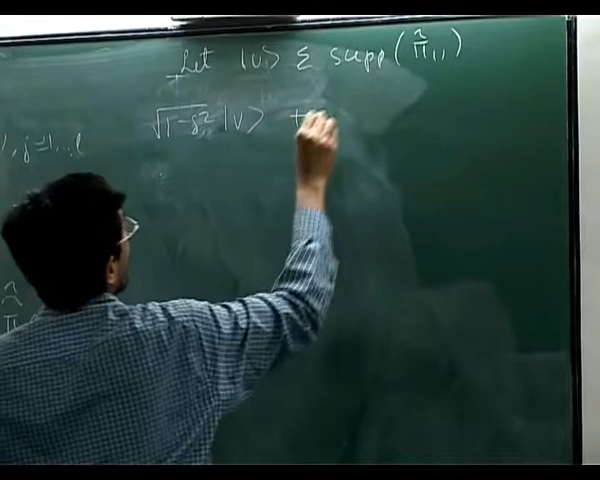 Let |v> ∈ supp(π̂₁₁)
√1-δ² |v> +
, j=1...l
π̂